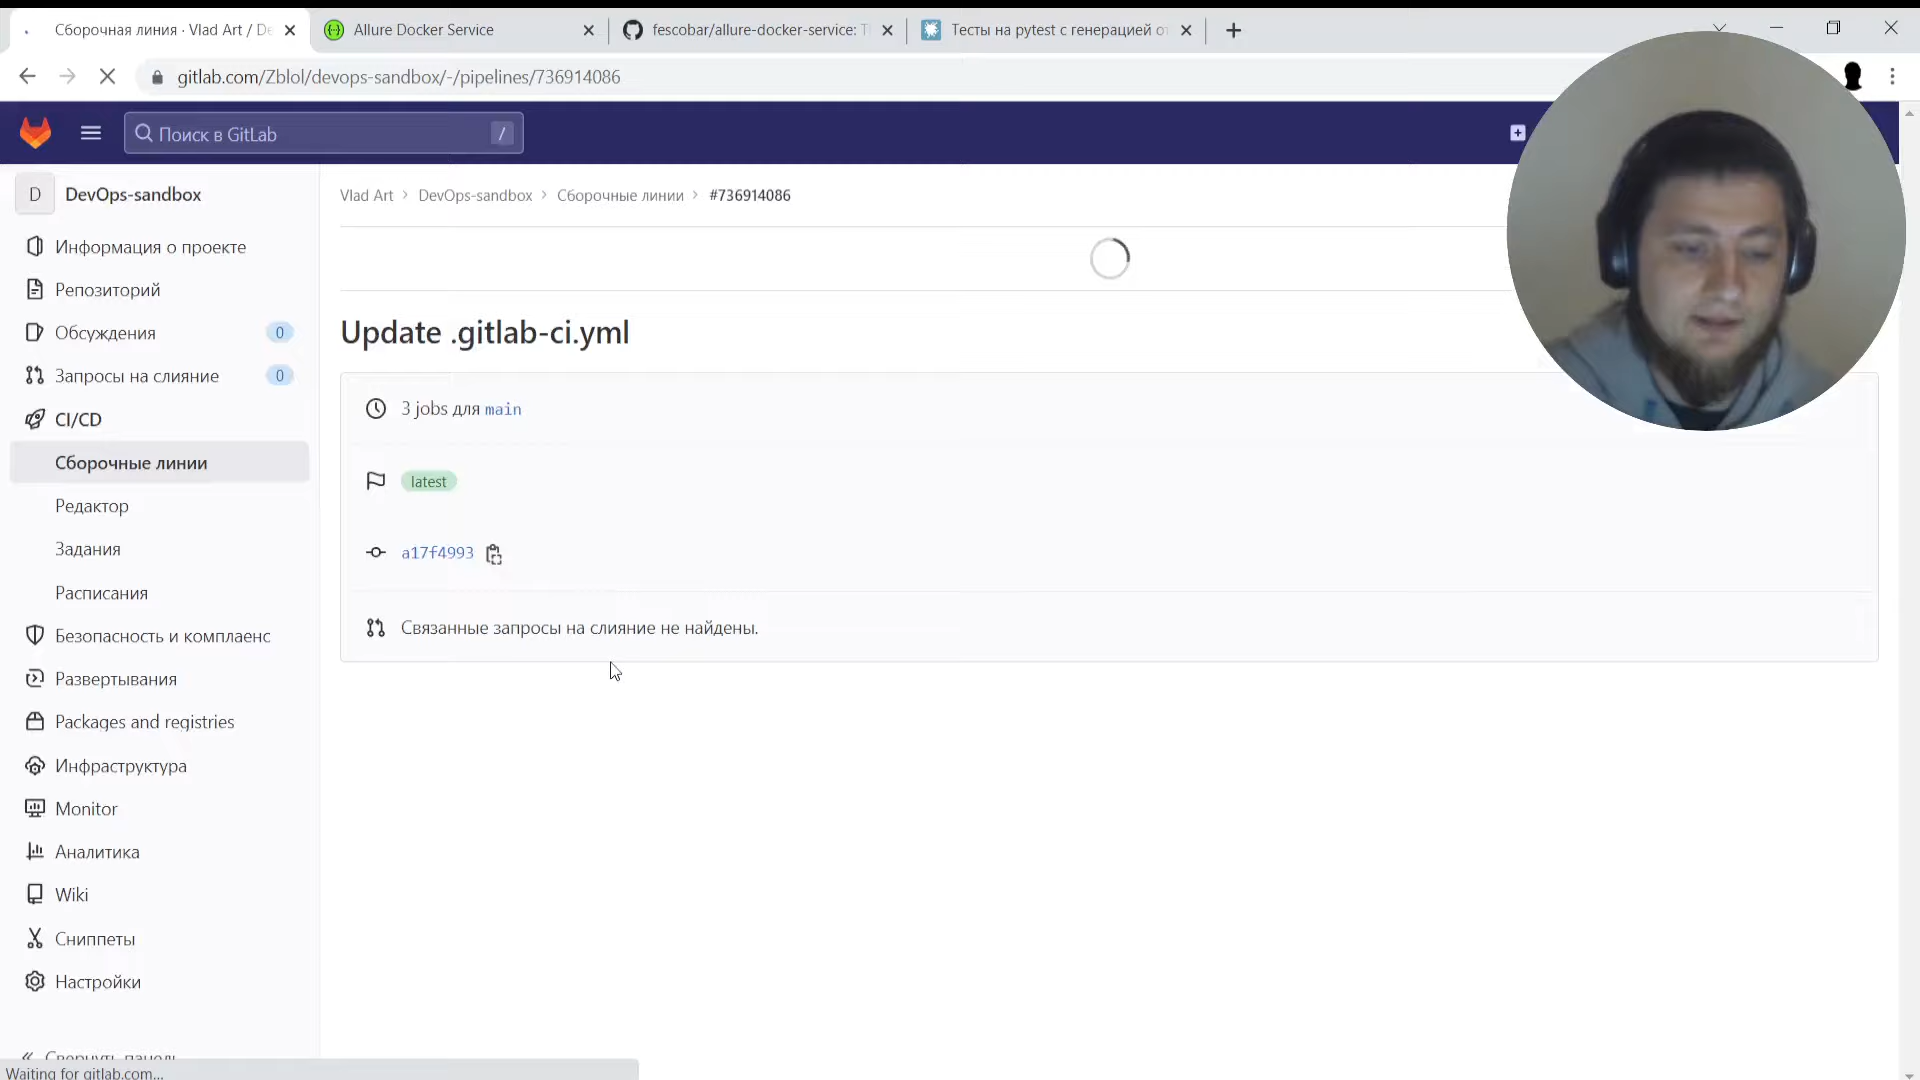 Сборочная линия · Vlad Art / De
Allure Docker Service
fescobar/allure-docker-service: T
Тесты на pytest с генерацией от
gitlab.com/Zblol/devops-sandbox/-/pipelines/736914086
Поиск в GitLab
/
D
DevOps-sandbox
Информация о проекте
Репозиторий
Обсуждения
0
Запросы на слияние
0
CI/CD
Сборочные линии
Редактор
Задания
Расписания
Безопасность и комплаенс
Развертывания
Packages and registries
Инфраструктура
Monitor
Аналитика
Wiki
Сниппеты
Настройки
Свернуть панель
Waiting for gitlab.com...
Vlad Art
DevOps-sandbox
Сборочные линии
#736914086
Update .gitlab-ci.yml
3 jobs для main
latest
a17f4993
Связанные запросы на слияние не найдены.